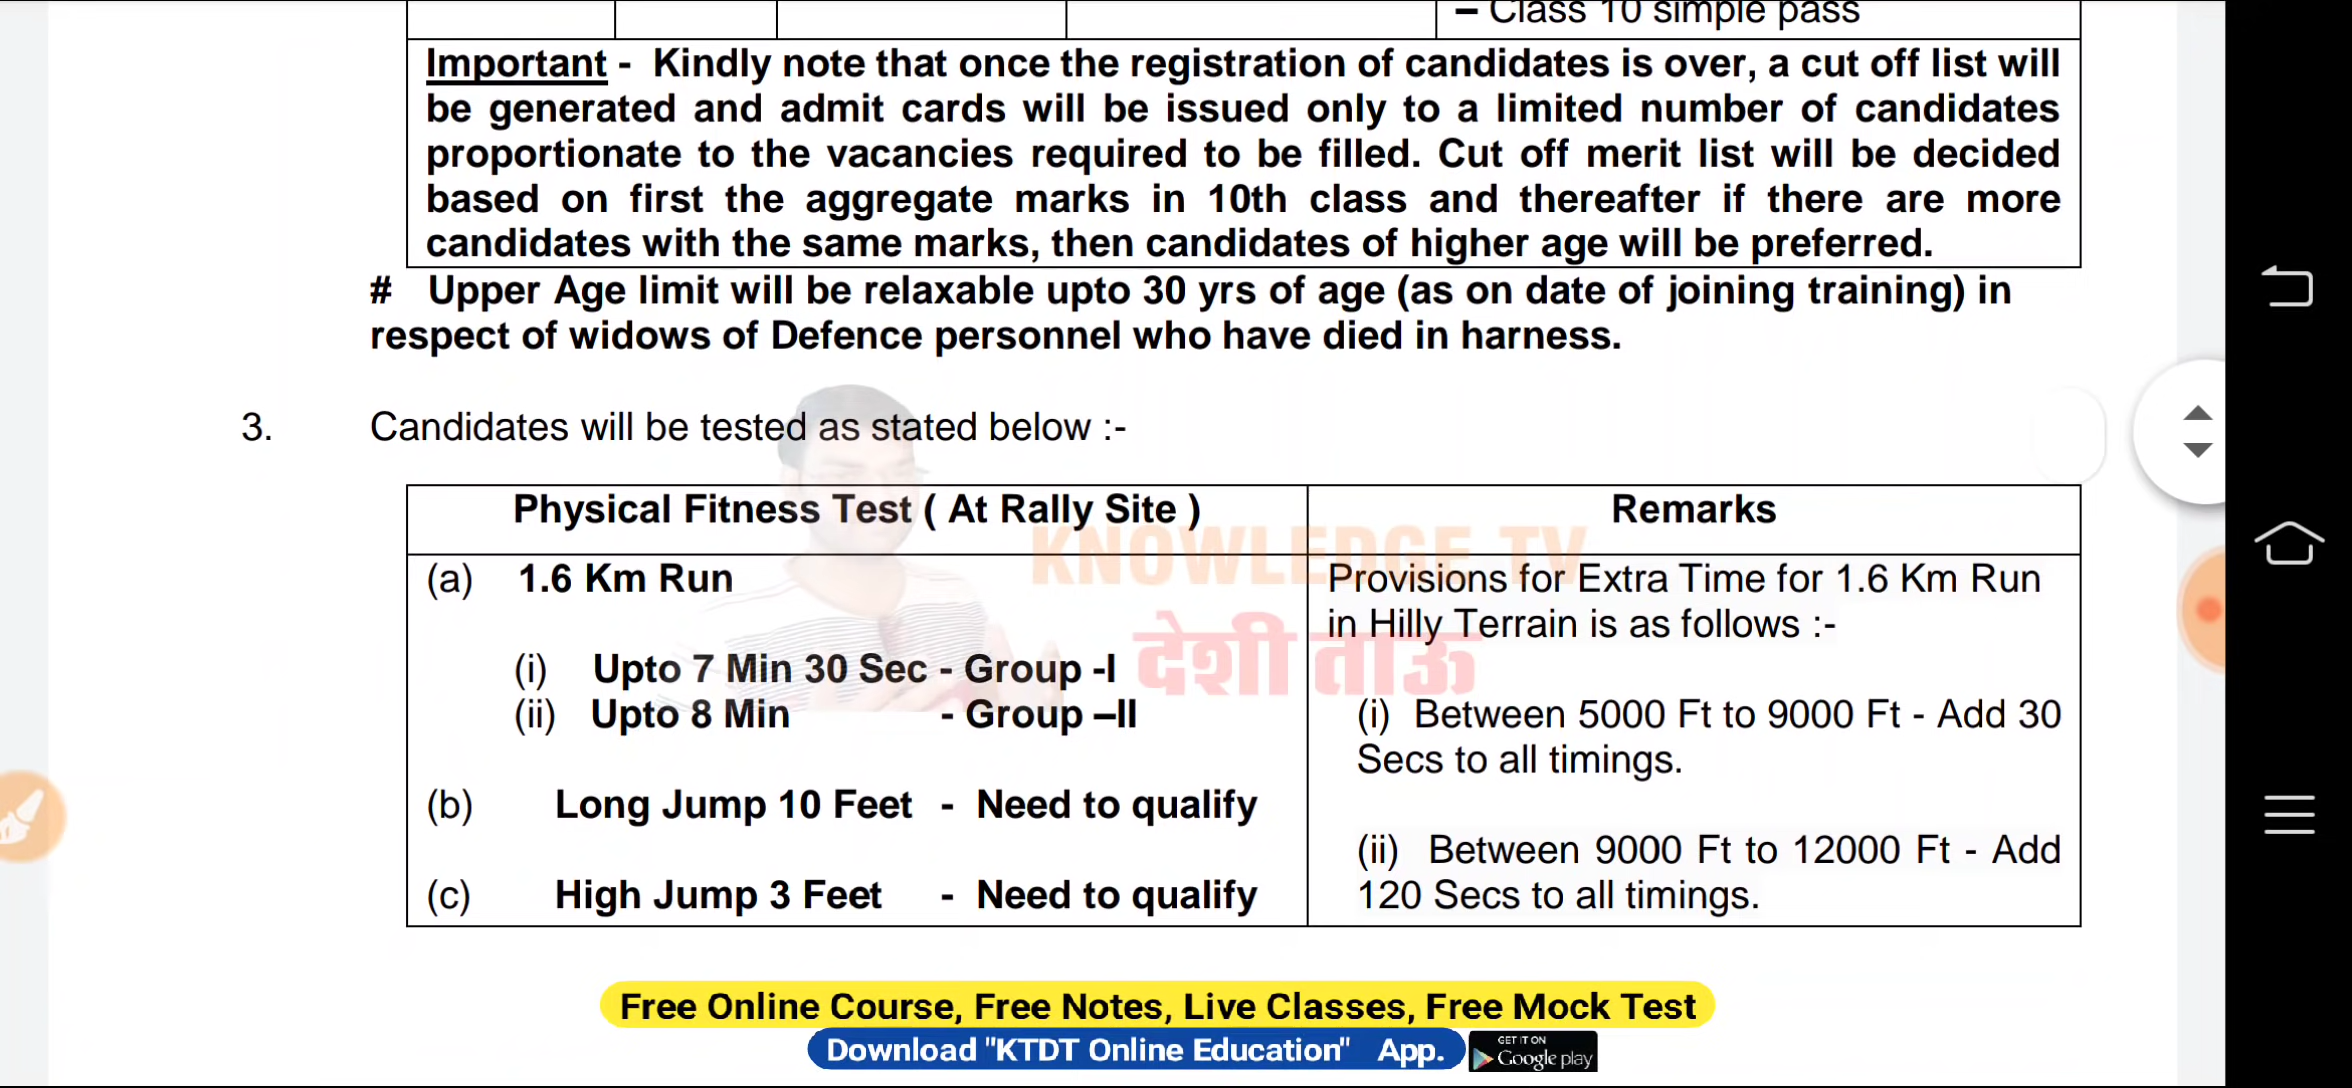 – Class 10 simple pass
Important - Kindly note that once the registration of candidates is over, a cut off list will
be generated and admit cards will be issued only to a limited number of candidates
proportionate to the vacancies required to be filled. Cut off merit list will be decided
based on first the aggregate marks in 10th class and thereafter if there are more
candidates with the same marks, then candidates of higher age will be preferred.
# Upper Age limit will be relaxable upto 30 yrs of age (as on date of joining training) in
respect of widows of Defence personnel who have died in harness.
3. Candidates will be tested as stated below :-
Physical Fitness Test ( At Rally Site )
(a) 1.6 Km Run
(i) Upto 7 Min 30 Sec - Group -I
(ii) Upto 8 Min - Group –II
(b) Long Jump 10 Feet - Need to qualify
(c) High Jump 3 Feet - Need to qualify
Remarks
Provisions for Extra Time for 1.6 Km Run
in Hilly Terrain is as follows :-
(i) Between 5000 Ft to 9000 Ft - Add 30
Secs to all timings.
(ii) Between 9000 Ft to 12000 Ft - Add
120 Secs to all timings.
KNOWLEDGE TV
देशी ताऊ
Free Online Course, Free Notes, Live Classes, Free Mock Test
Download "KTDT Online Education" App.
GET IT ON
Google play